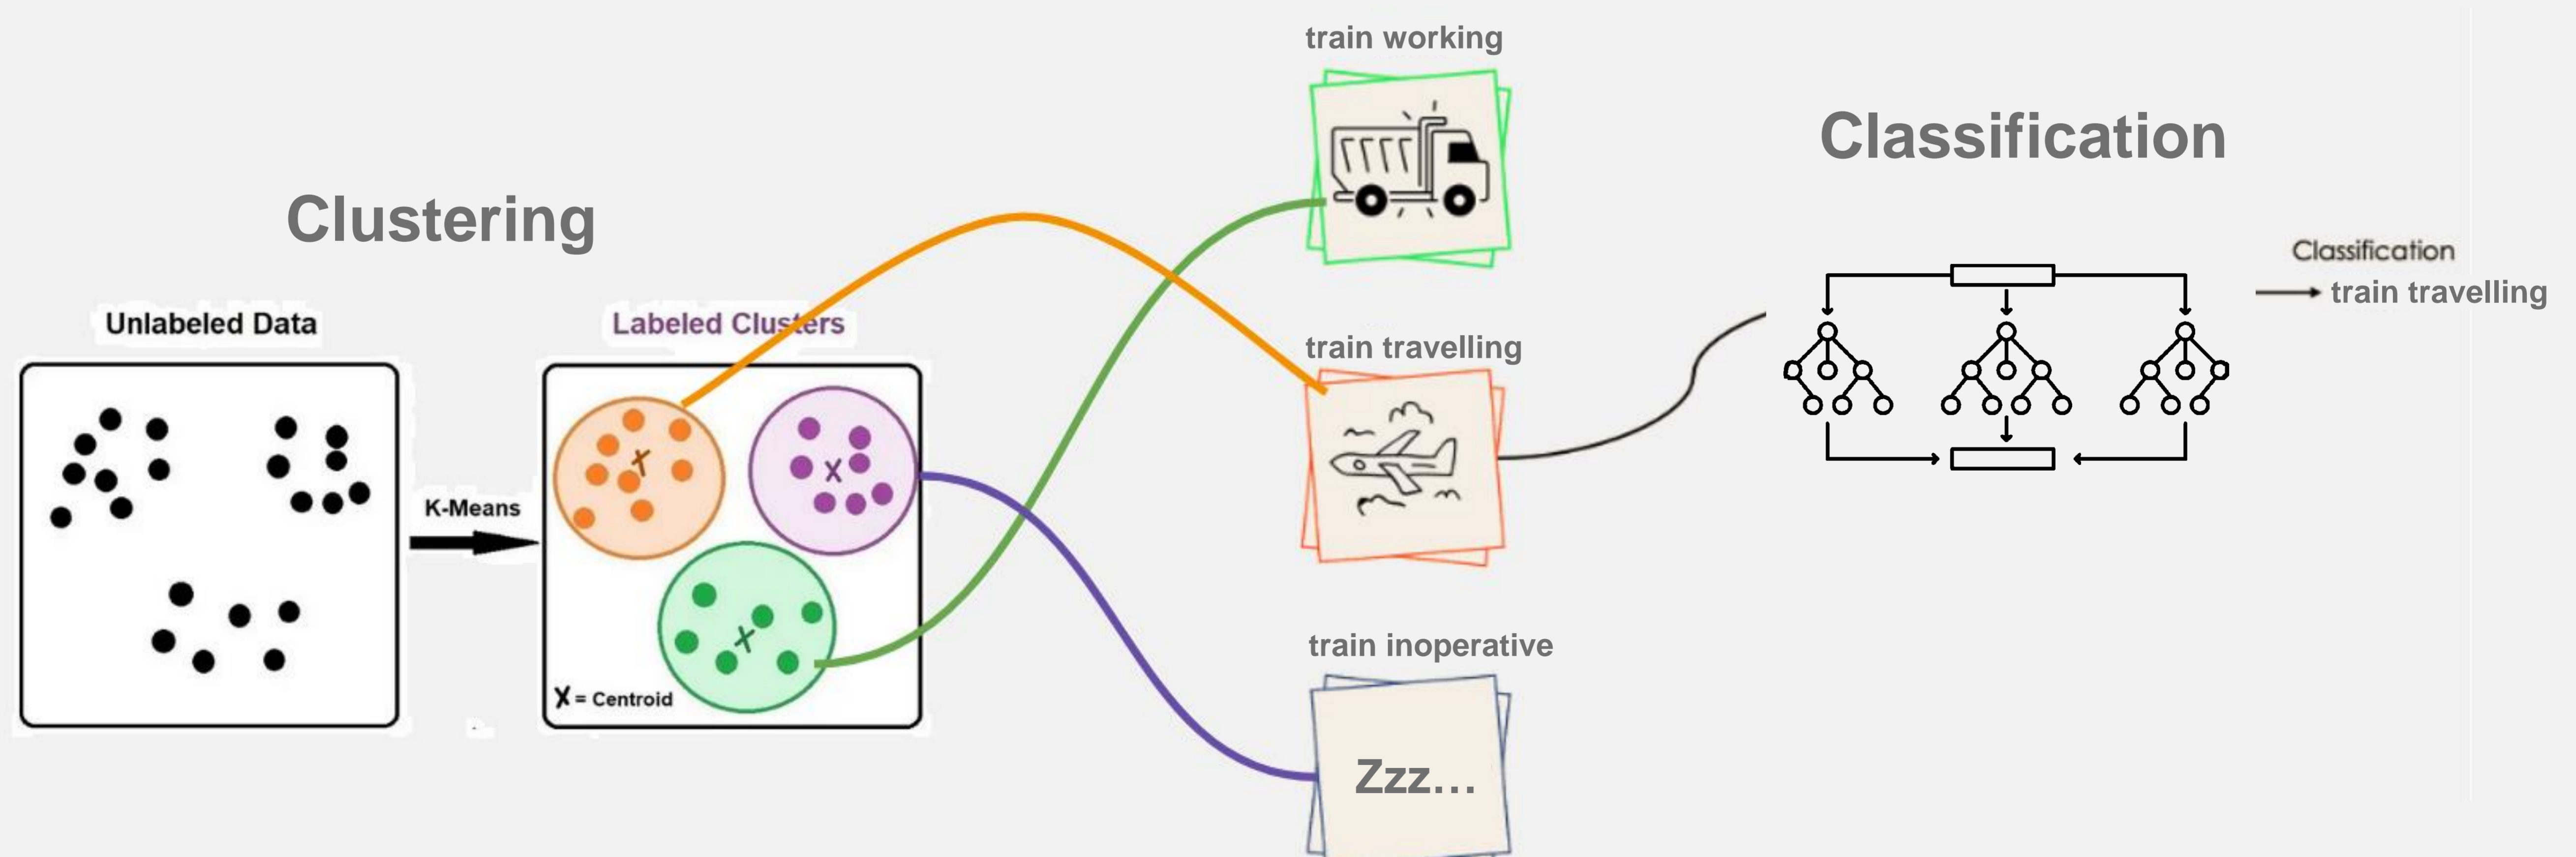 Clustering
Unlabeled Data
K-Means
Labeled Clusters
X = Centroid
train working
train travelling
train inoperative
Zzz...
Classification
Classification
train travelling